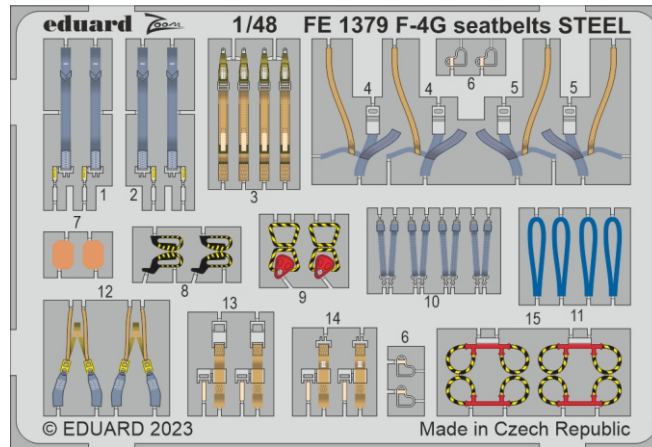 eduard Zoom 1/48 FE 1379 F-4G seatbelts STEEL
6
4 4 5 5
1 2 3
7
8 9 10 11
12 13 14 6 15
© EDUARD 2023 Made in Czech Republic